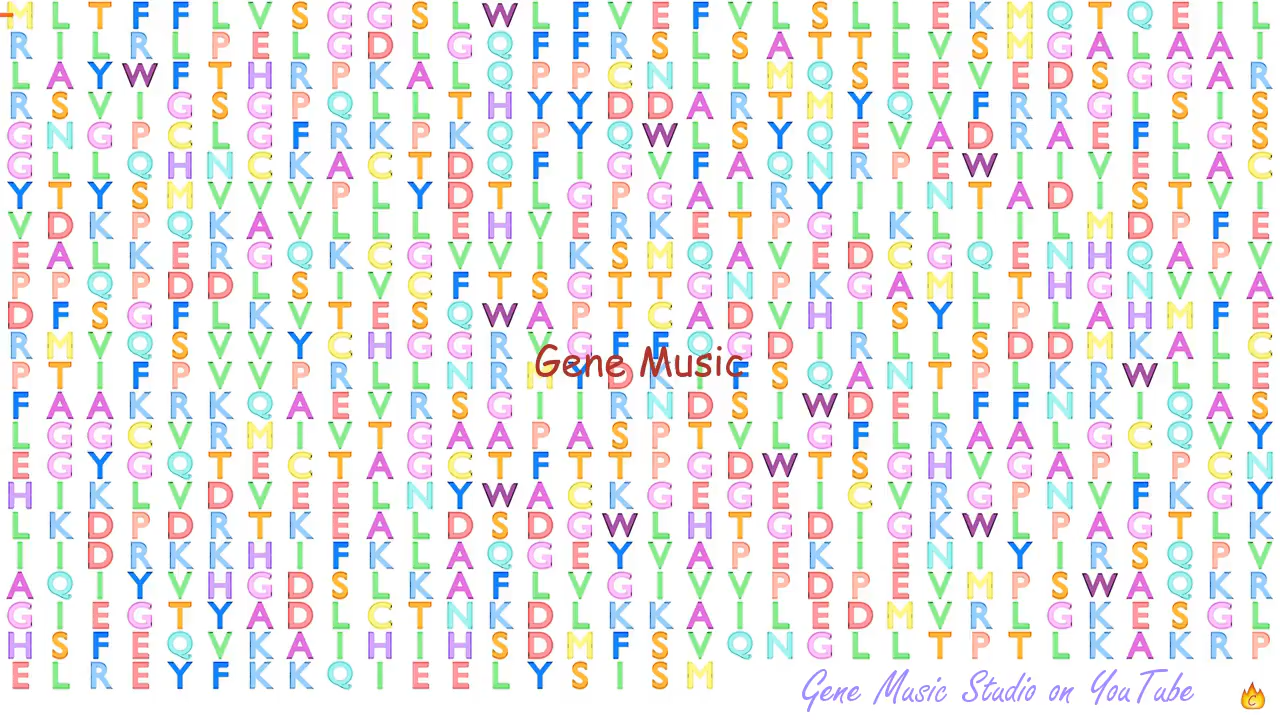 M L T F F L V S G G S L W L F V E F V L S L L E K M Q T Q E I L
R I L R L P E L G D L G Q F F R S L S A T T L V S M G A L A A I
L A Y W F T H R P K A L Q P P C N L L M Q S E E V E D S G G A R
R S V I G S G P Q L L T H Y Y D D A R T M Y Q V F R R G L S I S
G N G P C L G F R K P K Q P Y Q W L S Y Q E V A D R A E F L G S
G L L Q H N C K A C T D Q F I G V F A Q N R P E W I I V E L A C
Y T Y S M V V V P L Y D T L G P G A I R Y I I N T A D I S T V I
V D K P Q K A V L L L E H V E R K E T P G L K L I I L M D P F E
E A L K E R G Q K C G V V I K S M Q A V E D C G Q E N H Q A P V
P P Q P D D L S I V C F T S G T T G N P K G A M L T H G N V V A
D F S G F L K V T E S Q W A P T C A D V H I S Y L P L A H M F E
R M V Q S V V Y C H G G R V G F F Q G D I R L L S D D M K A L C
Gene Music
P T I F P V V P R L L N R M Y D K I F S Q A N T P L K R W L L E
F A A K R K Q A E V R S G I I R N D S I W D E L F F N K I Q A S
L G G C V R M I V T G A A P A S P T V L G F L R A A L G C Q V Y
E G Y G Q T E C T A G C T F T T P G D W T S G H V G A P L P C N
H I K L V D V E E L N Y W A C K G E G E I C V R G P N V F K G Y
L K D P D R T K E A L D S D G W L H T G D I G K W L P A G T L K
I I D R K K H I F K L A Q G E Y V A P E K I E N I Y I R S Q P V
A Q I Y V H G D S L K A F L V G I V V P D P E V M P S W A Q K R
G I E G T Y A D L C T N K D L K K A I L E D M V R L G K E S G L
H S F E Q V K A I H I H S D M F S V Q N G L L T P T L K A K R P
E L R E Y F K K Q I E E L Y S I S M
Gene Music Studio on YouTube
C